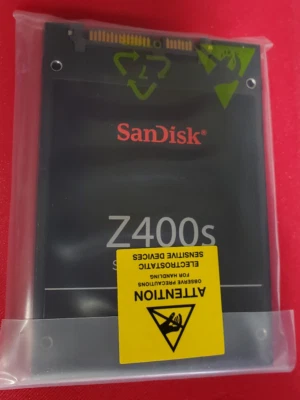 SanDisk®
Z400s
S
ATTENTION
OBSERVE PRECAUTIONS
FOR HANDLING
ELECTROSTATIC
SENSITIVE DEVICES